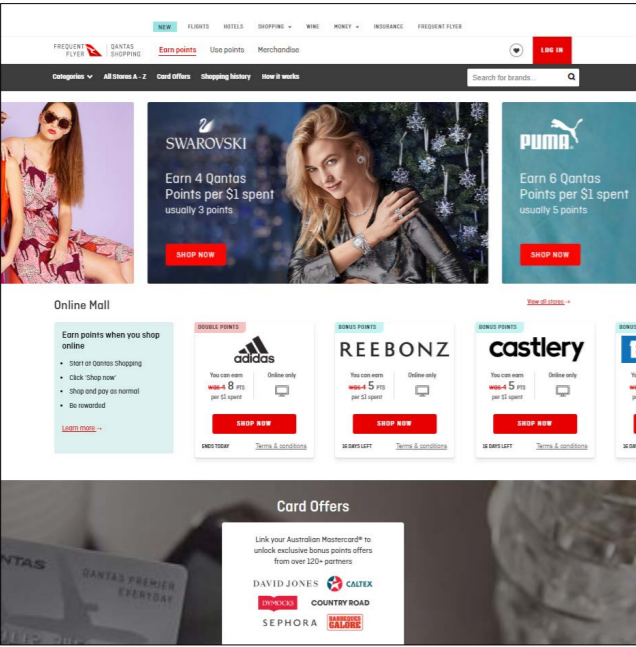 NEW FLIGHTS HOTELS SHOPPING WINE MONEY INSURANCE FREQUENT FLYER
FREQUENT FLYER QANTAS SHOPPING
Earn points Use points Merchandise
LOG IN
Categories All Stores A - Z Card Offers Shopping history How it works
Search for brands...
SWAROVSKI
Earn 4 Qantas
Points per $1 spent
usually 3 points
SHOP NOW
PUMA
Earn 6 Qantas
Points per $1 spent
usually 5 points
SHOP NOW
Online Mall
View all stores →
Earn points when you shop
online
• Start at Qantas Shopping
• Click 'Shop now'
• Shop and pay as normal
• Be rewarded
Learn more →
DOUBLE POINTS
adidas
You can earn
was 4 8 PTS
per $1 spent
Online only
SHOP NOW
ENDS TODAY Terms & conditions
BONUS POINTS
REEBONZ
You can earn
was 4 5 PTS
per $1 spent
Online only
SHOP NOW
16 DAYS LEFT Terms & conditions
BONUS POINTS
castlery
You can earn
was 4 5 PTS
per $1 spent
Online only
SHOP NOW
16 DAYS LEFT Terms & conditions
BONUS
Card Offers
Link your Australian Mastercard® to
unlock exclusive bonus points offers
from over 120+ partners
DAVID JONES CALTEX
DYMOCKS COUNTRY ROAD
SEPHORA BARBEQUES GALORE
NTAS
QANTAS PREMIER
EVERYDAY